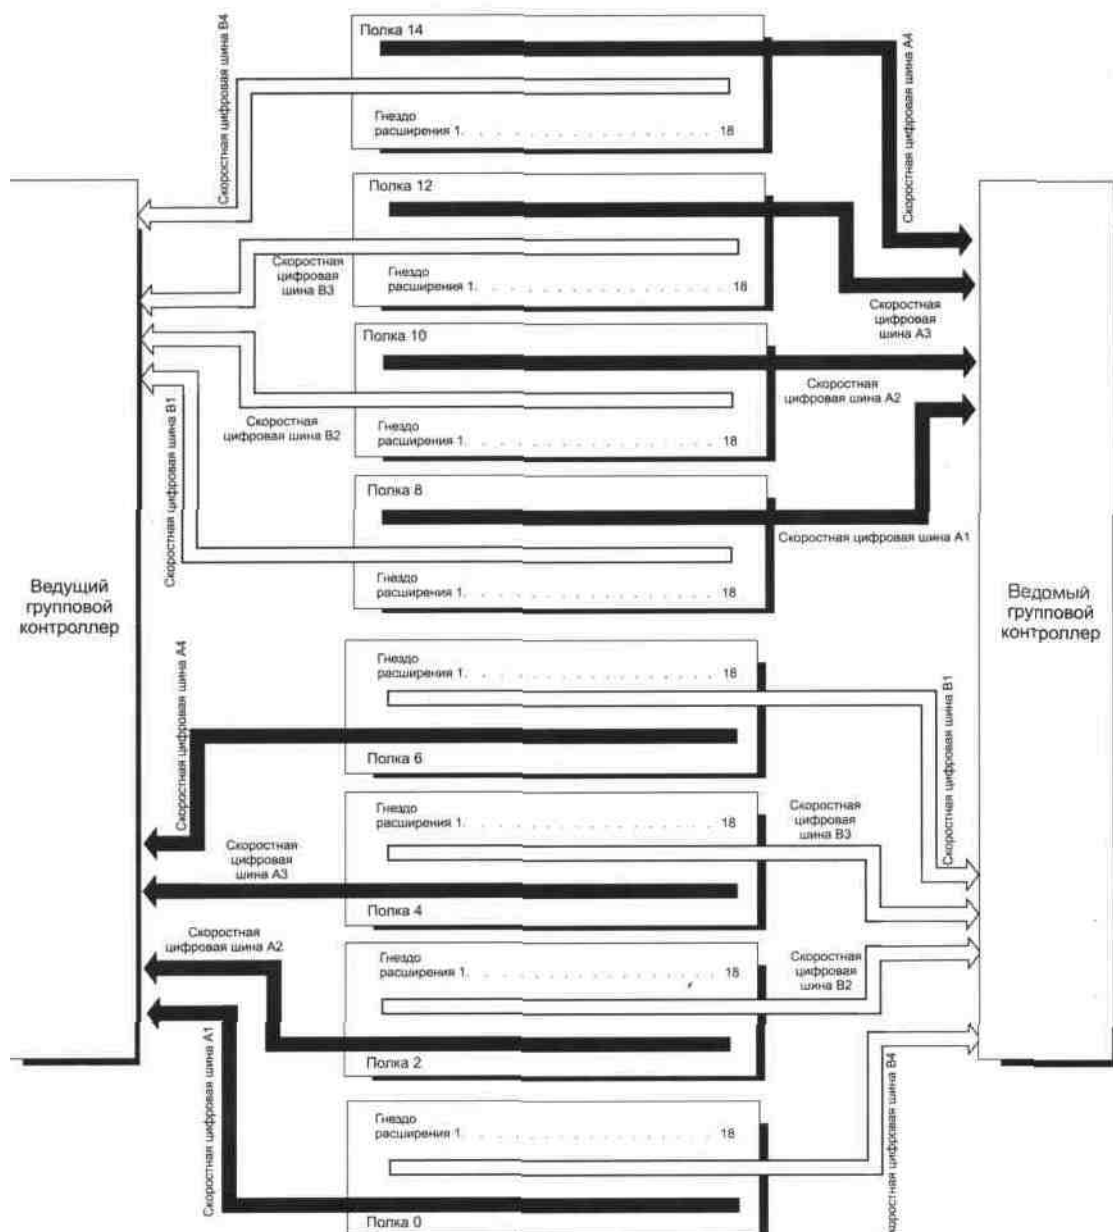 Полка 14
Скоростная цифровая шина B4
Скоростная цифровая шина A4
Гнездо
расширения 1. . . . . . . . . . . . . . . . . . 18
Полка 12
Скоростная
цифровая
шина B3
Гнездо
расширения 1. . . . . . . . . . . . . . . . . . 18
Скоростная
цифровая
шина A3
Полка 10
Скоростная
цифровая шина A2
Скоростная
цифровая шина B2
Гнездо
расширения 1. . . . . . . . . . . . . . . . . . 18
Скоростная цифровая шина B1
Полка 8
Скоростная цифровая шина A1
Гнездо
расширения 1. . . . . . . . . . . . . . . . . . 18
Ведущий
групповой
контроллер
Ведомый
групповой
контроллер
Гнездо
расширения 1. . . . . . . . . . . . . . . . . . 18
Скоростная цифровая шина A4
Скоростная цифровая шина B1
Полка 6
Гнездо
расширения 1. . . . . . . . . . . . . . . . . . 18
Скоростная
цифровая
шина B3
Скоростная
цифровая
шина A3
Полка 4
Скоростная
цифровая шина A2
Гнездо
расширения 1. . . . . . . . . . . . . . . . . . 18
Скоростная
цифровая
шина B2
Полка 2
Скоростная цифровая шина A1
Гнездо
расширения 1. . . . . . . . . . . . . . . . . . 18
Скоростная цифровая шина B4
Полка 0